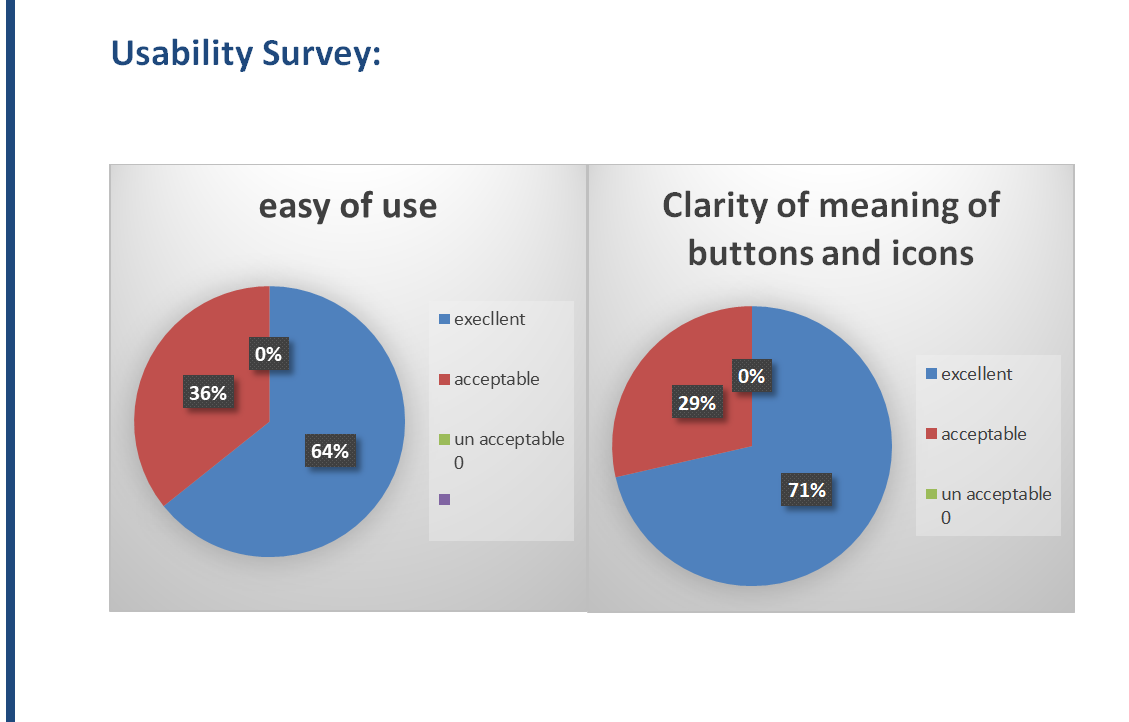 Usability Survey:
easy of use
0%
36%
64%
execllent
acceptable
un acceptable
0
Clarity of meaning of
buttons and icons
0%
29%
71%
excellent
acceptable
un acceptable
0